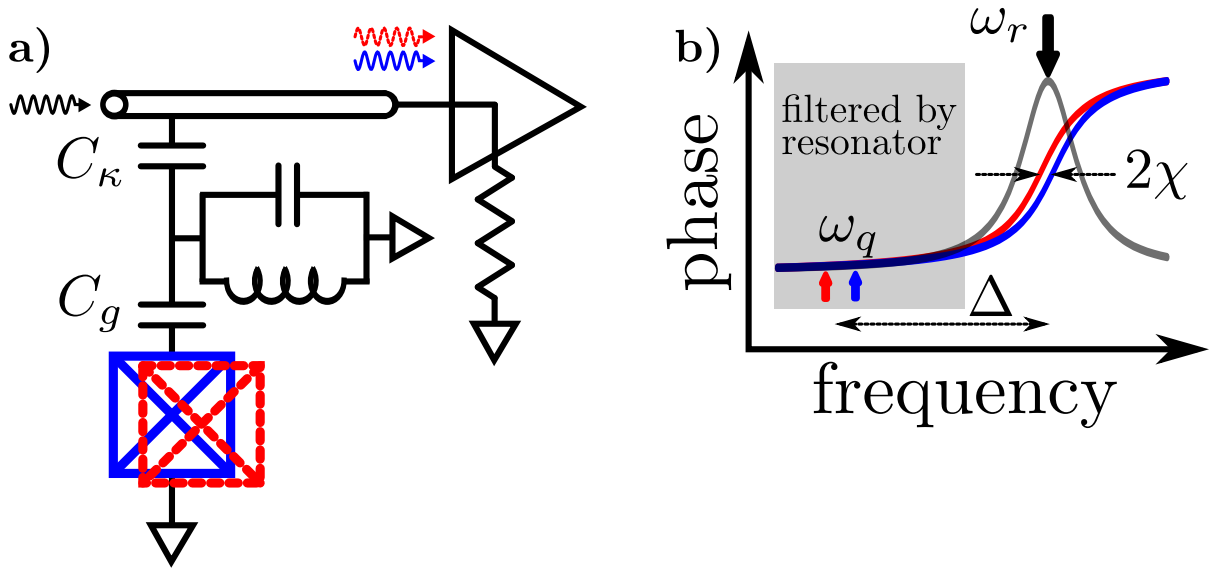 a)
C_κ
C_g
b)
ω_r
filtered by
resonator
2χ
ω_q
Δ
phase
frequency